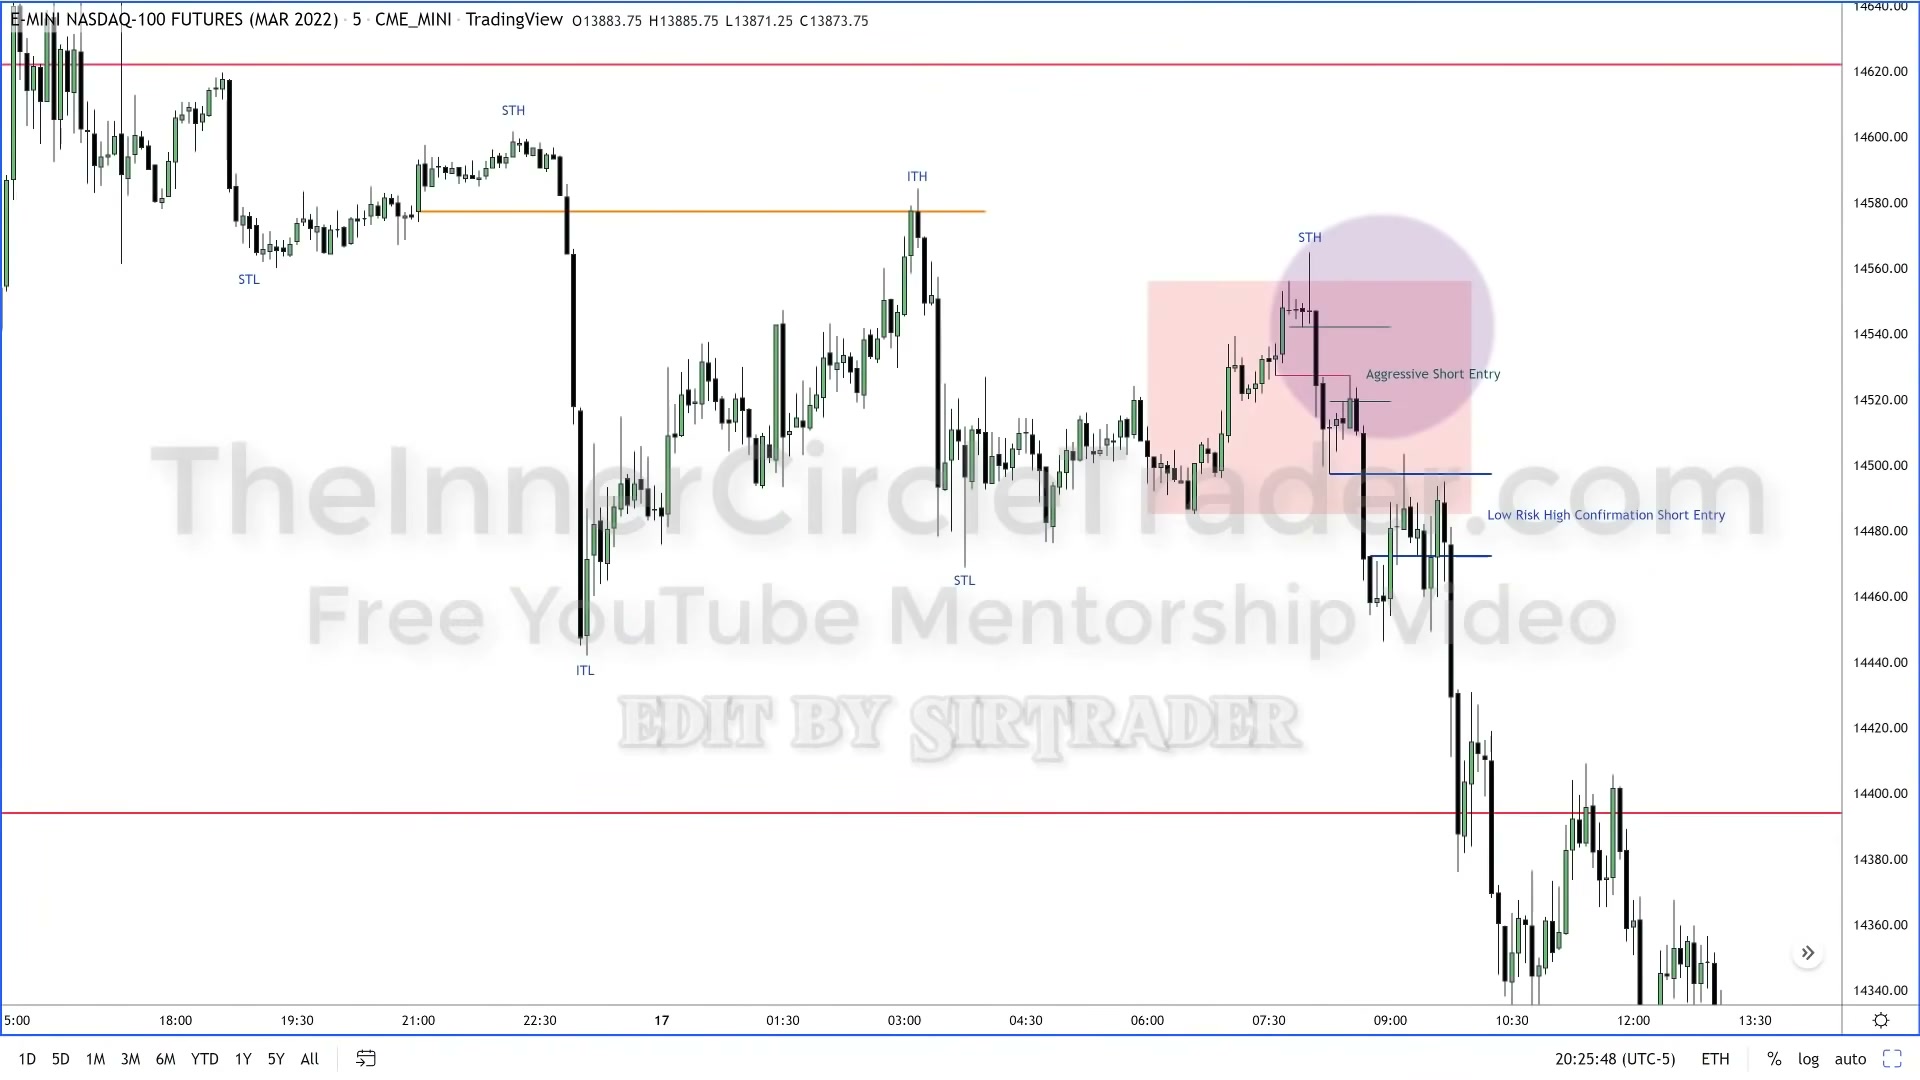 E-MINI NASDAQ-100 FUTURES (MAR 2022) · 5 · CME_MINI · TradingView O13883.75 H13885.75 L13871.25 C13873.75
14640.00
14620.00
14600.00
14580.00
14560.00
14540.00
14520.00
14500.00
14480.00
14460.00
14440.00
14420.00
14400.00
14380.00
14360.00
14340.00
STH
ITH
STH
STL
Aggressive Short Entry
TheInnerCircleTrader.com
Low Risk High Confirmation Short Entry
STL
Free YouTube Mentorship Video
ITL
EDIT BY SIRTRADER
5:00 18:00 19:30 21:00 22:30 17 01:30 03:00 04:30 06:00 07:30 09:00 10:30 12:00 13:30
1D 5D 1M 3M 6M YTD 1Y 5Y All 20:25:48 (UTC-5) ETH % log auto